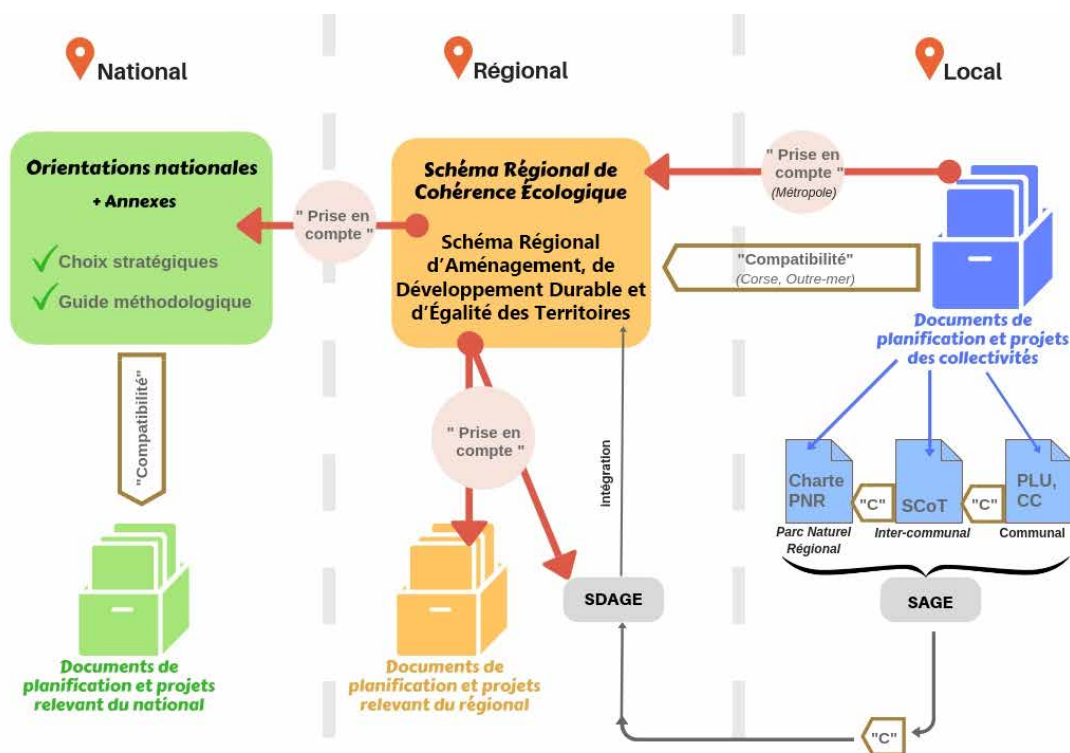 National
Régional
Local
Orientations nationales
+ Annexes
Choix stratégiques
Guide méthodologique
"Compatibilité"
Documents de
planification et projets
relevant du national
" Prise en
compte "
Schéma Régional de
Cohérence Écologique
Schéma Régional
d'Aménagement, de
Développement Durable et
d'Égalité des Territoires
" Prise en
compte "
Documents de
planification et projets
relevant du régional
Intégration
SDAGE
" Prise en
compte "
(Métropole)
"Compatibilité"
(Corse, Outre-mer)
Documents de
planification et projets
des collectivités
Charte
PNR
"C"
SCoT
"C"
PLU,
CC
Parc Naturel
Régional
Inter-communal
Communal
SAGE
"C"